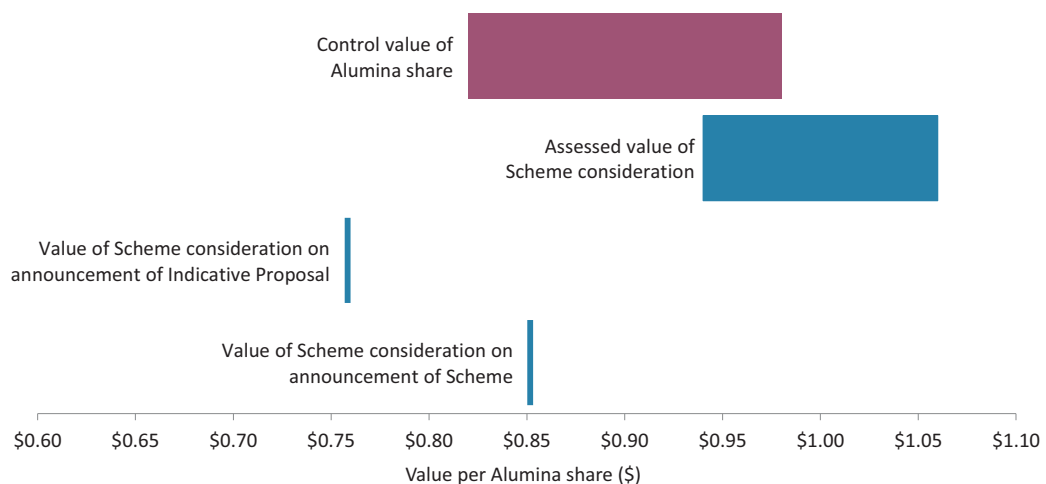 Control value of
Alumina share
Assessed value of
Scheme consideration
Value of Scheme consideration on
announcement of Indicative Proposal
Value of Scheme consideration on
announcement of Scheme
$0.60 $0.65 $0.70 $0.75 $0.80 $0.85 $0.90 $0.95 $1.00 $1.05 $1.10
Value per Alumina share ($)